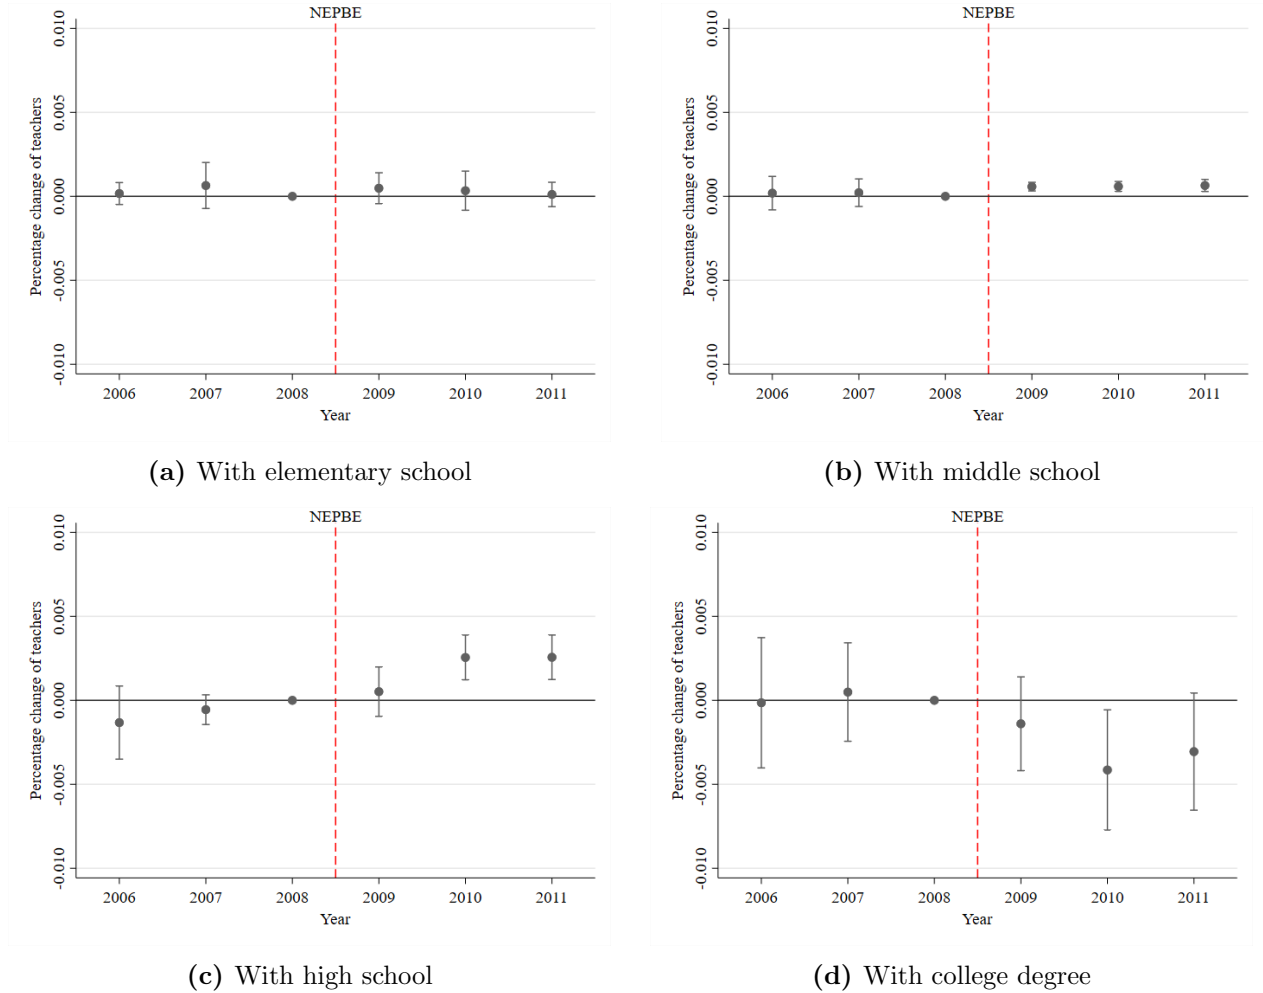 NEPBE
Percentage change of teachers
0.010
0.005
0.000
-0.005
-0.010
2006 2007 2008 2009 2010 2011
Year
(a) With elementary school
NEPBE
Percentage change of teachers
0.010
0.005
0.000
-0.005
-0.010
2006 2007 2008 2009 2010 2011
Year
(b) With middle school
NEPBE
Percentage change of teachers
0.010
0.005
0.000
-0.005
-0.010
2006 2007 2008 2009 2010 2011
Year
(c) With high school
NEPBE
Percentage change of teachers
0.010
0.005
0.000
-0.005
-0.010
2006 2007 2008 2009 2010 2011
Year
(d) With college degree